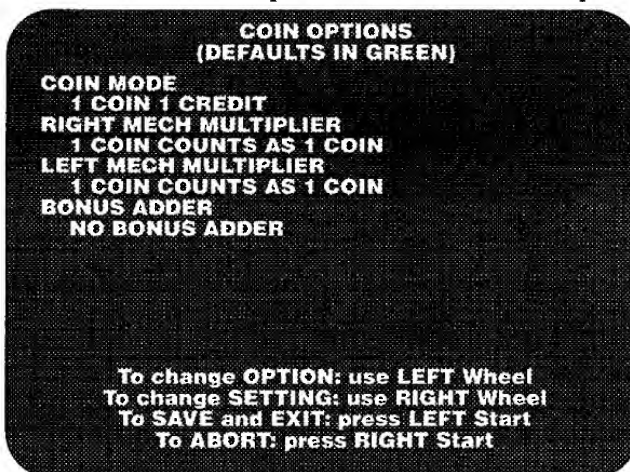 COIN OPTIONS
(DEFAULTS IN GREEN)
COIN MODE
1 COIN 1 CREDIT
RIGHT MECH MULTIPLIER
1 COIN COUNTS AS 1 COIN
LEFT MECH MULTIPLIER
1 COIN COUNTS AS 1 COIN
BONUS ADDER
NO BONUS ADDER
To change OPTION: use LEFT Wheel
To change SETTING: use RIGHT Wheel
To SAVE and EXIT: press LEFT Start
To ABORT: press RIGHT Start